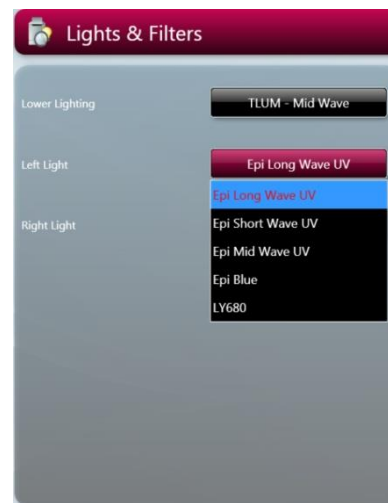 Lights & Filters
Lower Lighting
TLUM - Mid Wave
Left Light
Epi Long Wave UV
Epi Long Wave UV
Right Light
Epi Short Wave UV
Epi Mid Wave UV
Epi Blue
LY680